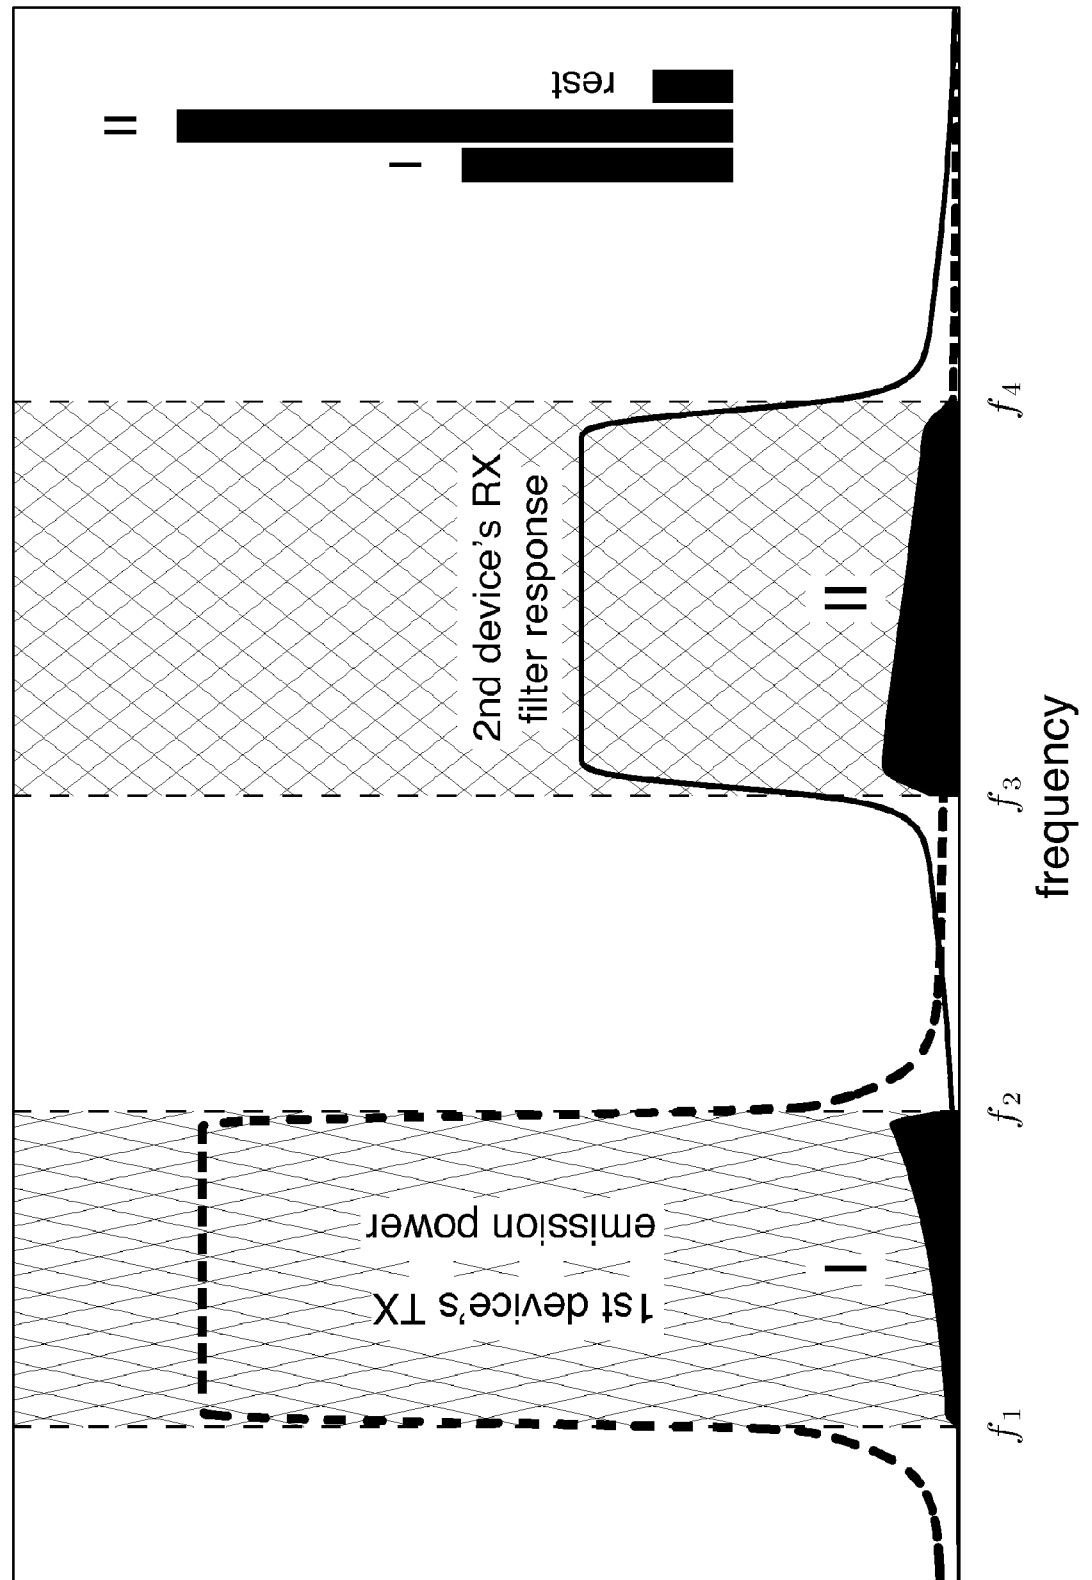 rest
II
I
2nd device's RX
filter response
II
1st device's TX
emission power
I
f1
f2
f3
f4
frequency